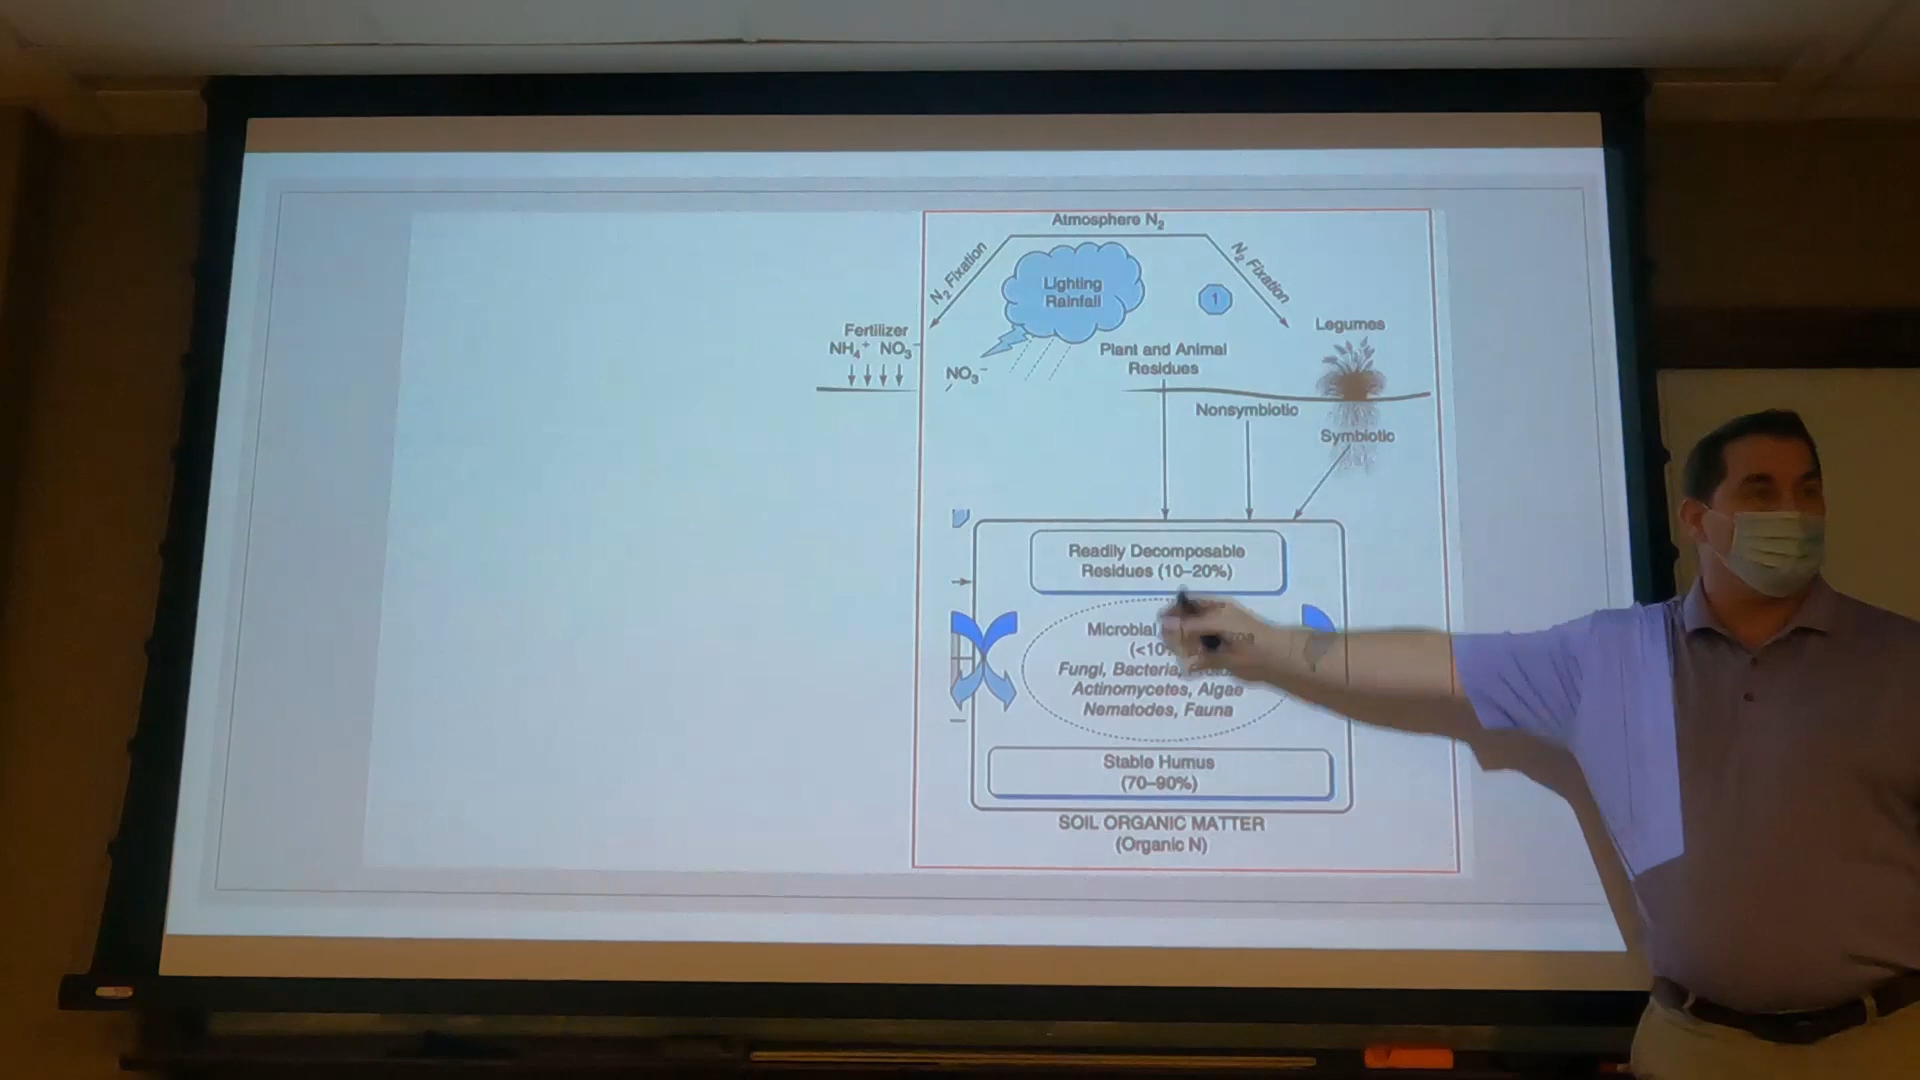 Atmosphere N₂
N₂ Fixation
N₂ Fixation
Lighting
Rainfall
1
Fertilizer
NH₄⁺ NO₃⁻
NO₃⁻
Plant and Animal
Residues
Legumes
Nonsymbiotic
Symbiotic
Readily Decomposable
Residues (10–20%)
Microbial
(<10
Fungi, Bacteria,
Actinomycetes, Algae
Nematodes, Fauna
Stable Humus
(70–90%)
SOIL ORGANIC MATTER
(Organic N)